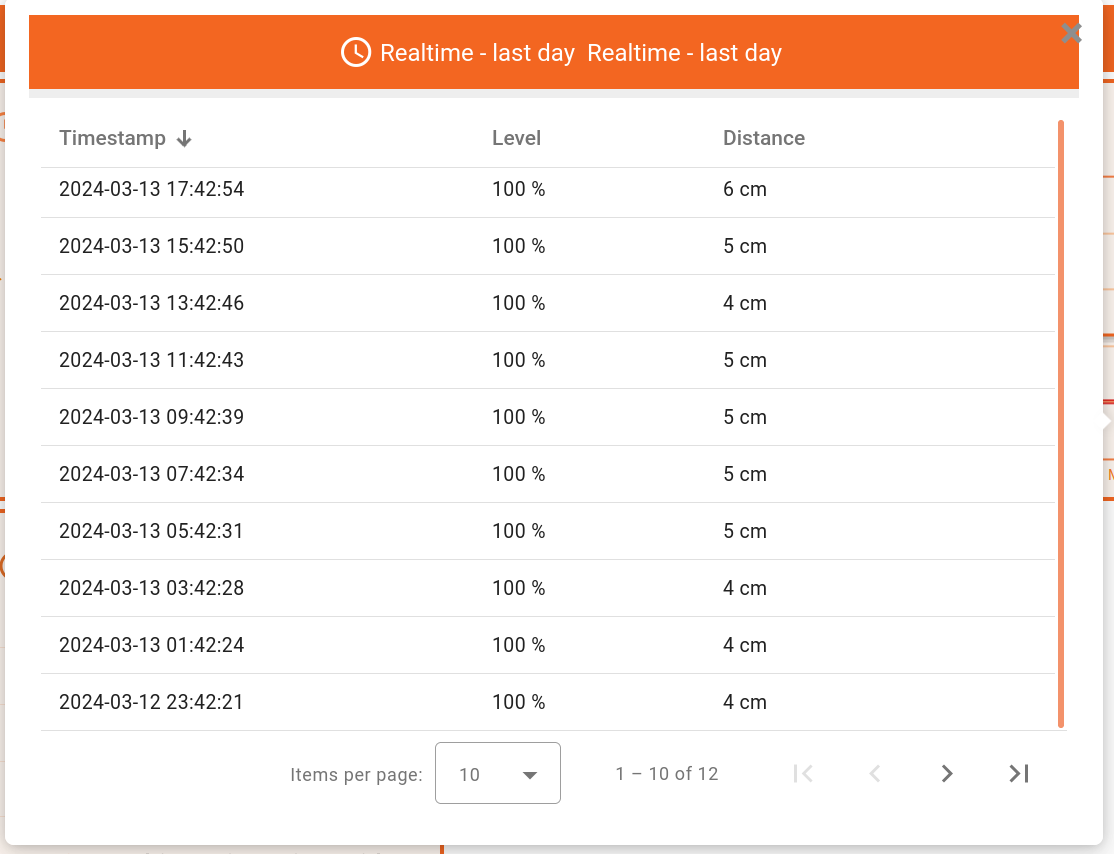 Realtime - last day Realtime - last day
Timestamp Level Distance
2024-03-13 17:42:54 100 % 6 cm
2024-03-13 15:42:50 100 % 5 cm
2024-03-13 13:42:46 100 % 4 cm
2024-03-13 11:42:43 100 % 5 cm
2024-03-13 09:42:39 100 % 5 cm
2024-03-13 07:42:34 100 % 5 cm
2024-03-13 05:42:31 100 % 5 cm
2024-03-13 03:42:28 100 % 4 cm
2024-03-13 01:42:24 100 % 4 cm
2024-03-12 23:42:21 100 % 4 cm
Items per page: 10 1 – 10 of 12